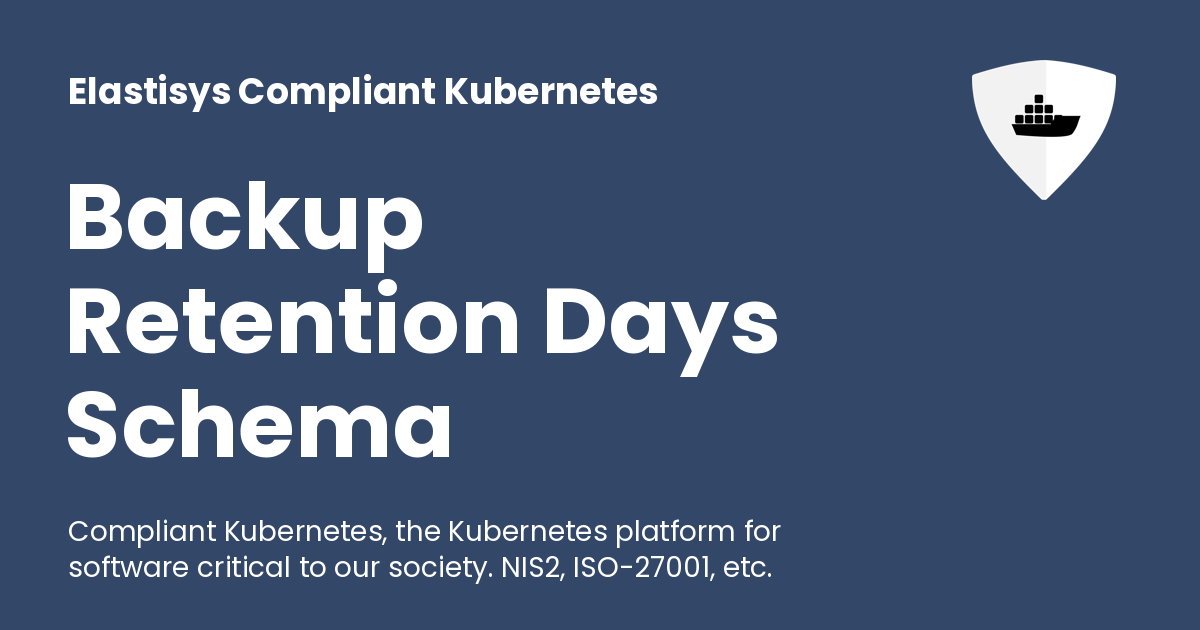 Elastisys Compliant Kubernetes
Backup
Retention Days
Schema
Compliant Kubernetes, the Kubernetes platform for
software critical to our society. NIS2, ISO-27001, etc.